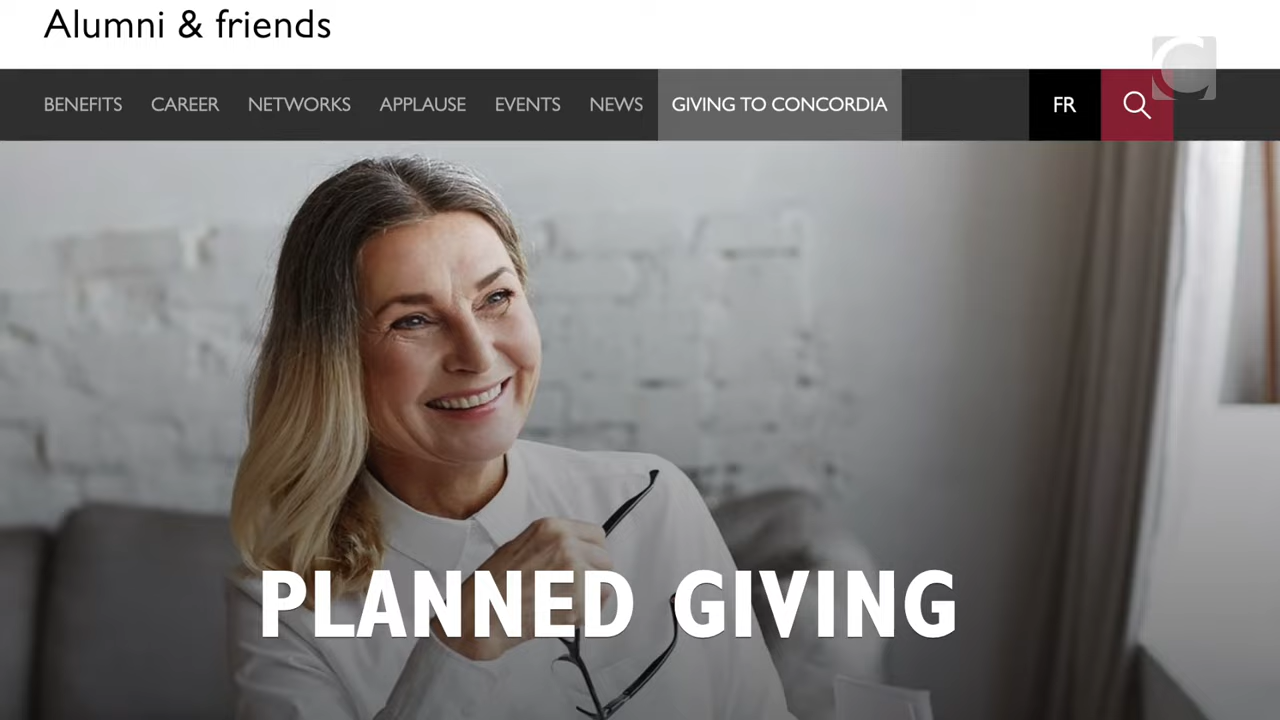 Alumni & friends
BENEFITS CAREER NETWORKS APPLAUSE EVENTS NEWS GIVING TO CONCORDIA FR
C
PLANNED GIVING